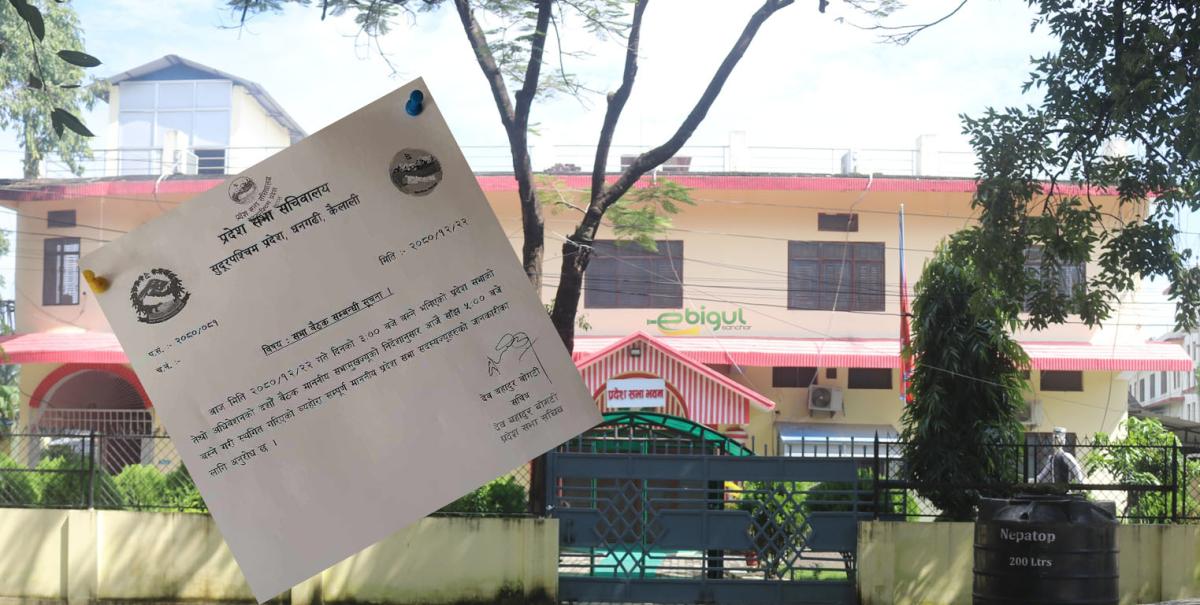 प्रदेश सभा सचिवालय
सुदूरपश्चिम प्रदेश, धनगढी, कैलाली
मिति :- २०८०/१२/२२
प.स. :- २०८०/०८१
च.नं. :-
विषय : सभा बैठक सम्बन्धी सूचना ।
आज मिति २०८०/१२/२२ गते दिनको ३:०० बजे बस्ने भनिएको प्रदेश सभाको
तेश्रो अधिवेशनको दसौँ बैठक माननीय सभामुखज्यूको निर्देशानुसार आजै साँझ ५:०० बजे
बस्ने गरी स्थगित गरिएको व्यहोरा सम्पूर्ण माननीय प्रदेश सभा सदस्यज्यूहरुको जानकारीका
लागि अनुरोध छ ।
देव बहादुर बोगटी
सचिव
देव बहादुर बोगटी
प्रदेश सभा सचिव
ebigul
sanchar
प्रदेश सभा भवन
Nepatop
200 Ltrs